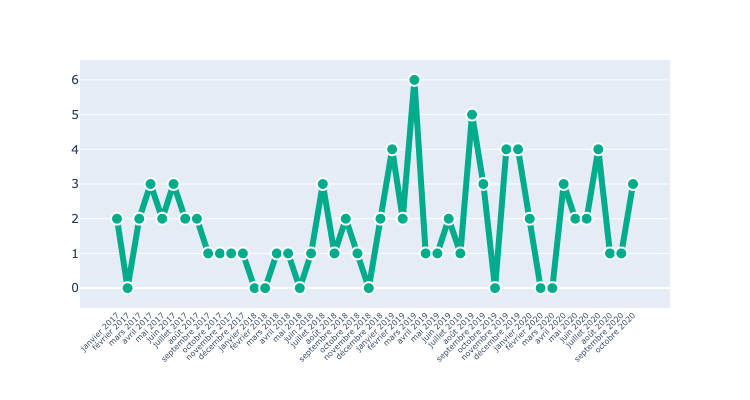 6
5
4
3
2
1
0
janvier 2017
février 2017
mars 2017
avril 2017
mai 2017
juin 2017
juillet 2017
août 2017
septembre 2017
octobre 2017
novembre 2017
décembre 2017
janvier 2018
février 2018
mars 2018
avril 2018
mai 2018
juin 2018
juillet 2018
août 2018
septembre 2018
octobre 2018
novembre 2018
décembre 2018
janvier 2019
février 2019
mars 2019
avril 2019
mai 2019
juin 2019
juillet 2019
août 2019
septembre 2019
octobre 2019
novembre 2019
décembre 2019
janvier 2020
février 2020
mars 2020
avril 2020
mai 2020
juin 2020
juillet 2020
août 2020
septembre 2020
octobre 2020